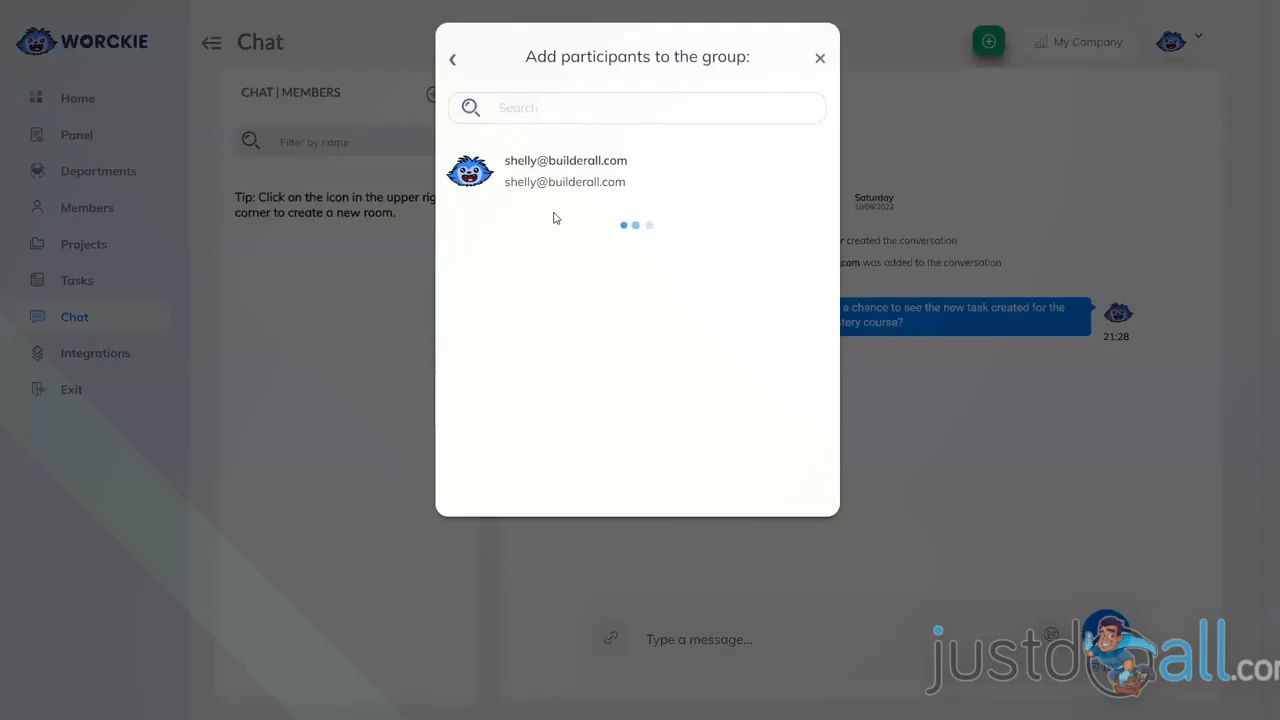 WORCKIE
Chat
My Company
Home
Panel
Departments
Members
Projects
Tasks
Chat
Integrations
Exit
CHAT | MEMBERS
Filter by name
Tip: Click on the icon in the upper rig
corner to create a new room.
Add participants to the group:
Search
shelly@builderall.com
shelly@builderall.com
Saturday
created the conversation
.com was added to the conversation
a chance to see the new task created for the
tery course?
21:28
Type a message...